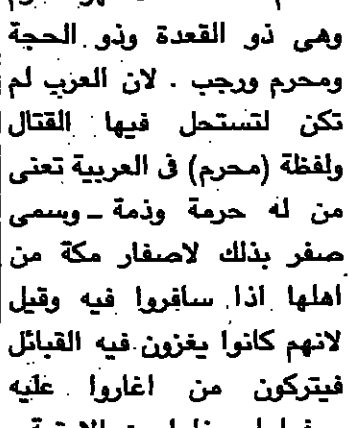 وهى ذو القعدة وذو الحجة
ومحرم ورجب . لان العرب لم
تكن لتستحل فيها القتال
ولفظة (محرم) فى العربية تعنى
من له حرمة وذمة ـ وسمى
صفر بذلك لاصفار مكة من
اهلها اذا سافروا فيه وقيل
لانهم كانوا يغزون فيه القبائل
فيتركون من اغاروا عليه